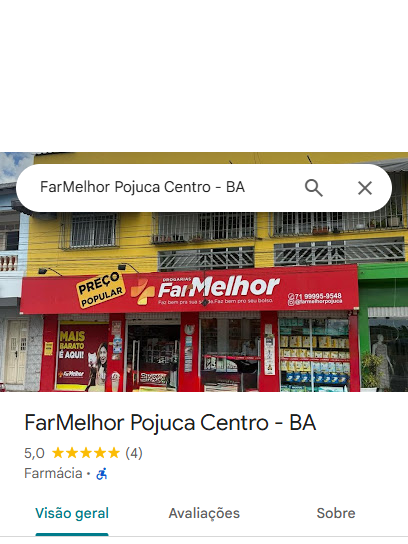 FarMelhor Pojuca Centro - BA
PREÇO
POPULAR
DROGARIAS
FarMelhor
Faz bem pra sua saúde. Faz bem pro seu bolso.
71 99995-9548
@farmelhorpojuca
MAIS
BARATO
É AQUI!
FarMelhor
FarMelhor Pojuca Centro - BA
5,0 ★★★★★ (4)
Farmácia ·
Visão geral
Avaliações
Sobre